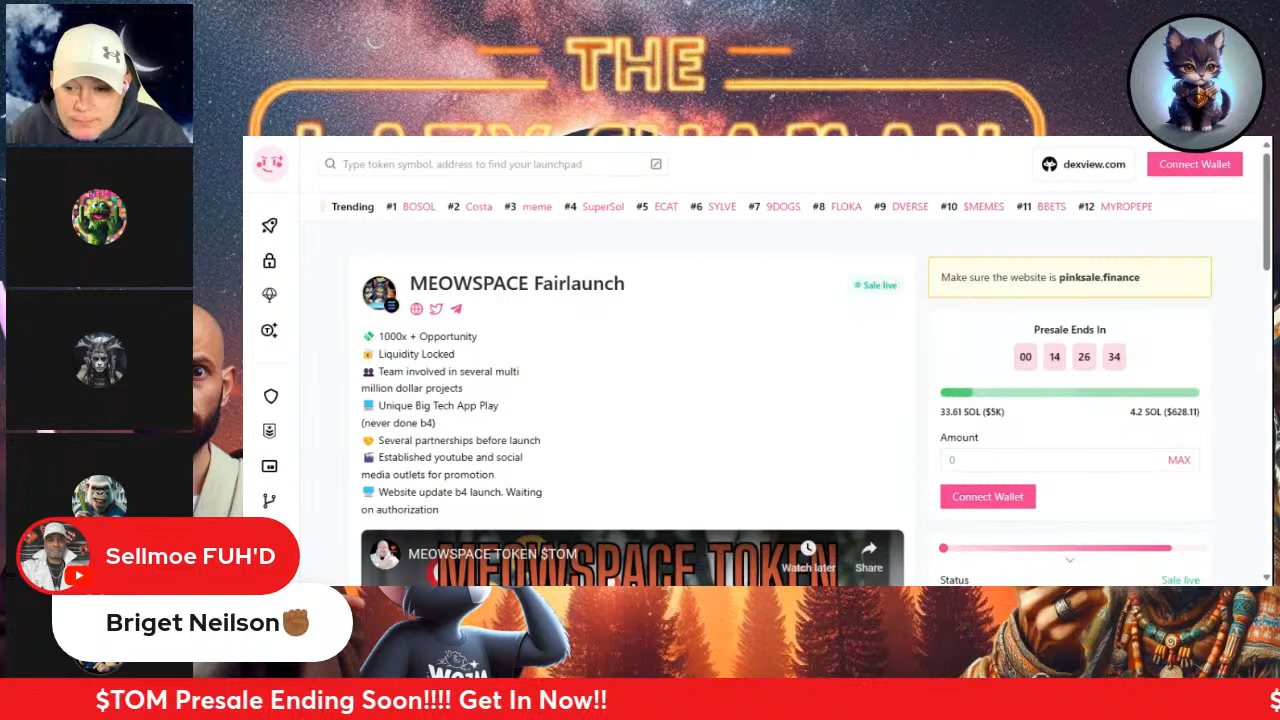 THE
LAZY SHAMAN
Type token symbol, address to find your launchpad
dexview.com
Connect Wallet
Trending #1 BOSOL #2 Costa #3 meme #4 SuperSol #5 ECAT #6 SYLVE #7 9DOGS #8 FLOKA #9 DVERSE #10 $MEMES #11 BBETS #12 MYROPEPE
MEOWSPACE Fairlaunch
Sale live
💸 1000x + Opportunity
💰 Liquidity Locked
👥 Team involved in several multi
million dollar projects
💻 Unique Big Tech App Play
(never done b4)
🤝 Several partnerships before launch
🎬 Established youtube and social
media outlets for promotion
🖥️ Website update b4 launch. Waiting
on authorization
MEOWSPACE TOKEN $TOM
MEOWSPACE TOKEN
Watch later
Share
Make sure the website is pinksale.finance
Presale Ends In
00 14 26 34
33.61 SOL ($5K)
4.2 SOL ($628.11)
Amount
0
MAX
Connect Wallet
Status
Sale live
Sellmoe FUH'D
Briget Neilson✊🏾
$TOM Presale Ending Soon!!!! Get In Now!!
$